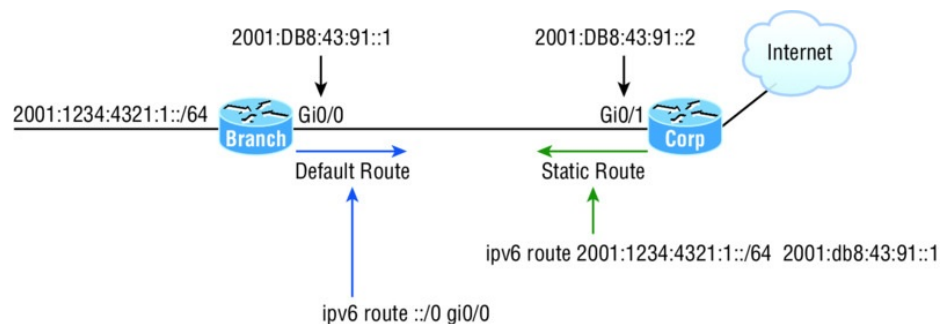 2001:DB8:43:91::1
2001:DB8:43:91::2
Internet
2001:1234:4321:1::/64
Gi0/0
Gi0/1
Branch
Corp
Default Route
Static Route
ipv6 route 2001:1234:4321:1::/64 2001:db8:43:91::1
ipv6 route ::/0 gi0/0